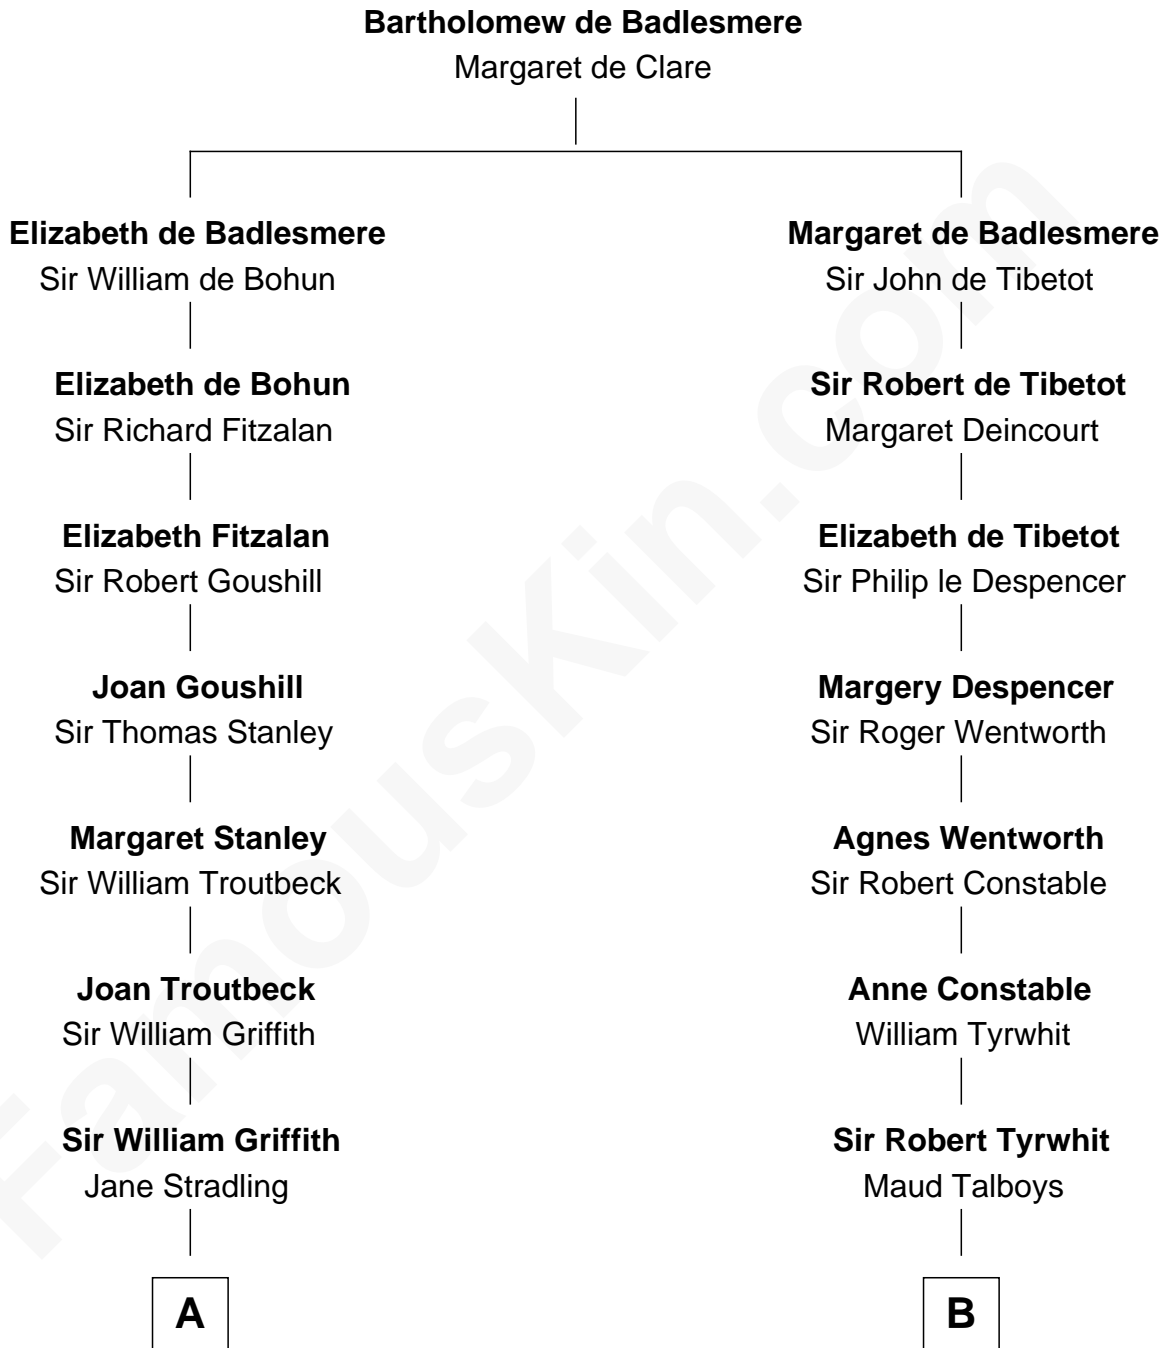 Bartholomew de Badlesmere
Margaret de Clare
Elizabeth de Badlesmere
Sir William de Bohun
Elizabeth de Bohun
Sir Richard Fitzalan
Elizabeth Fitzalan
Sir Robert Goushill
Joan Goushill
Sir Thomas Stanley
Margaret Stanley
Sir William Troutbeck
Joan Troutbeck
Sir William Griffith
Sir William Griffith
Jane Stradling
A
Margaret de Badlesmere
Sir John de Tibetot
Sir Robert de Tibetot
Margaret Deincourt
Elizabeth de Tibetot
Sir Philip le Despencer
Margery Despencer
Sir Roger Wentworth
Agnes Wentworth
Sir Robert Constable
Anne Constable
William Tyrwhit
Sir Robert Tyrwhit
Maud Talboys
B
FamousKin.com